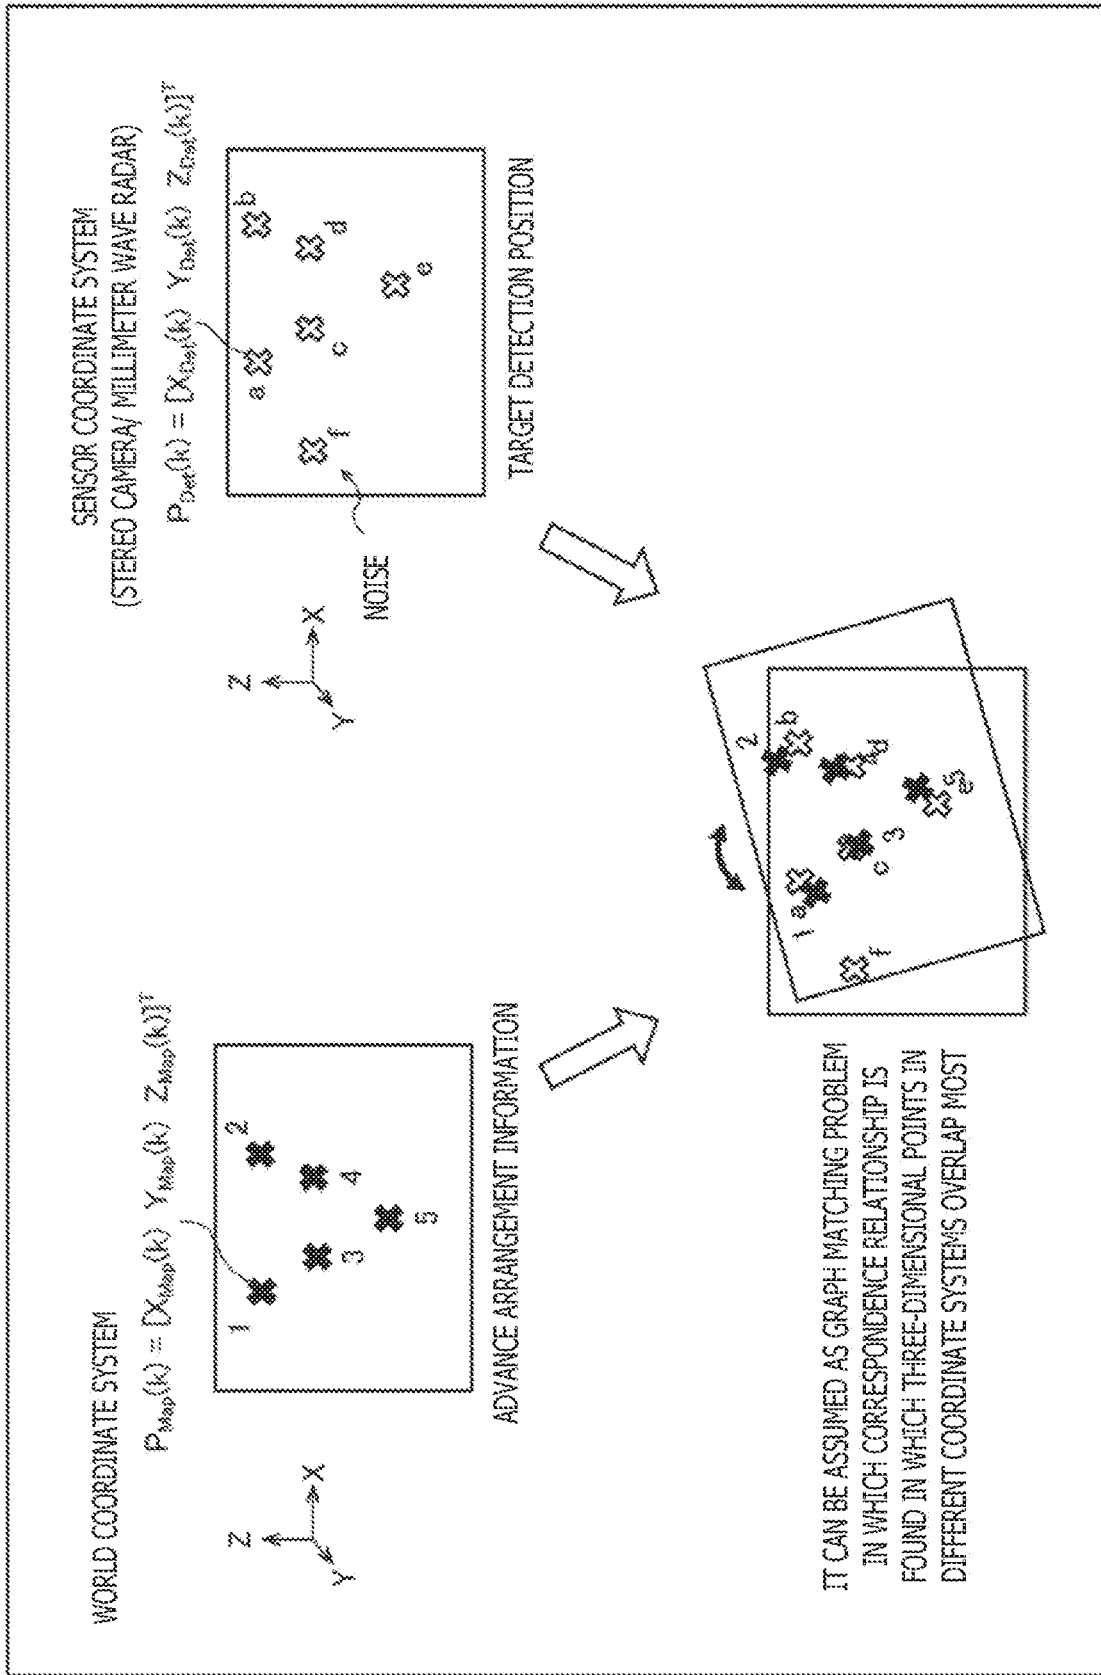 WORLD COORDINATE SYSTEM
P_Map(k) = [X_Map(k) Y_Map(k) Z_Map(k)]^T
Z
X
Y
1
2
3
4
5
ADVANCE ARRANGEMENT INFORMATION
SENSOR COORDINATE SYSTEM
(STEREO CAMERA/ MILLIMETER WAVE RADAR)
P_Det(k) = [X_Det(k) Y_Det(k) Z_Det(k)]^T
Z
X
Y
NOISE
a
b
c
d
e
f
TARGET DETECTION POSITION
IT CAN BE ASSUMED AS GRAPH MATCHING PROBLEM
IN WHICH CORRESPONDENCE RELATIONSHIP IS
FOUND IN WHICH THREE-DIMENSIONAL POINTS IN
DIFFERENT COORDINATE SYSTEMS OVERLAP MOST
1
a
2
b
c
3
d
e
5
f